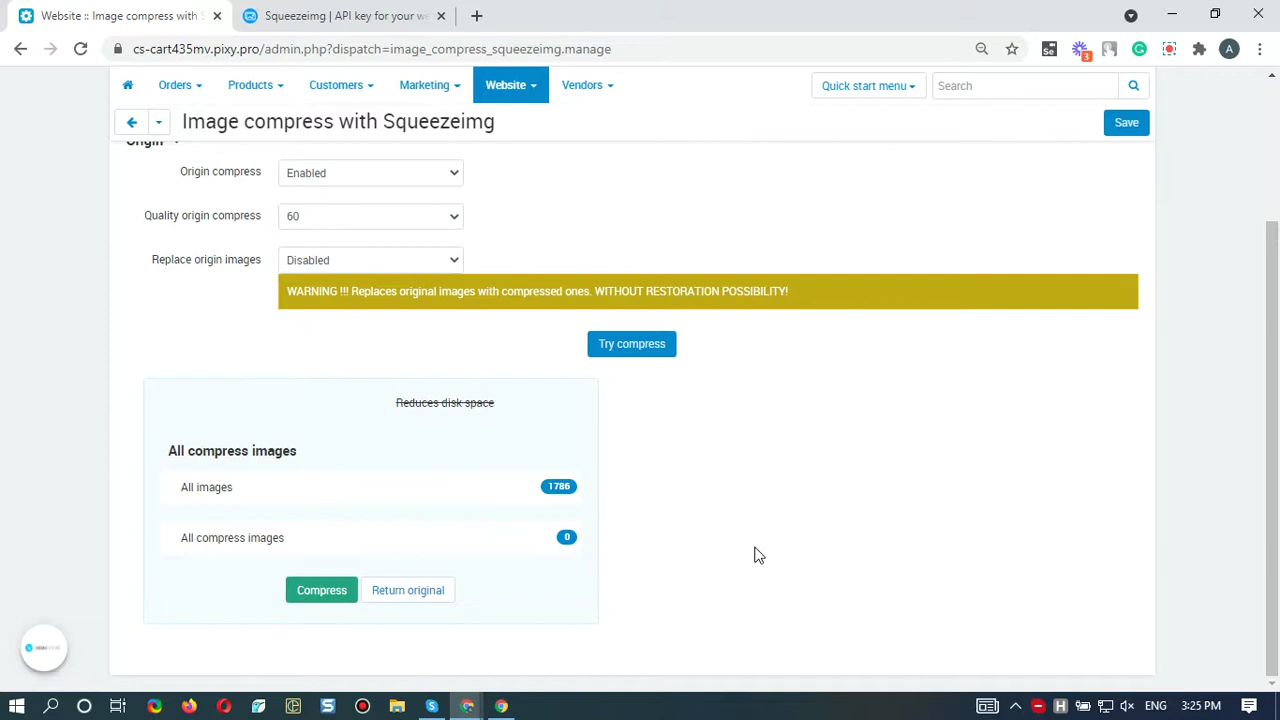 Website :: Image compress with S
Squeezeimg | API key for your we
cs-cart435mv.pixy.pro/admin.php?dispatch=image_compress_squeezeimg.manage
Se
3
A
Orders
Products
Customers
Marketing
Website
Vendors
Quick start menu
Search
Image compress with Squeezeimg
Save
Origin
Origin compress
Enabled
Quality origin compress
60
Replace origin images
Disabled
WARNING !!! Replaces original images with compressed ones. WITHOUT RESTORATION POSSIBILITY!
Try compress
Reduces disk space
All compress images
All images
1786
All compress images
0
Compress
Return original
ENG
3:25 PM